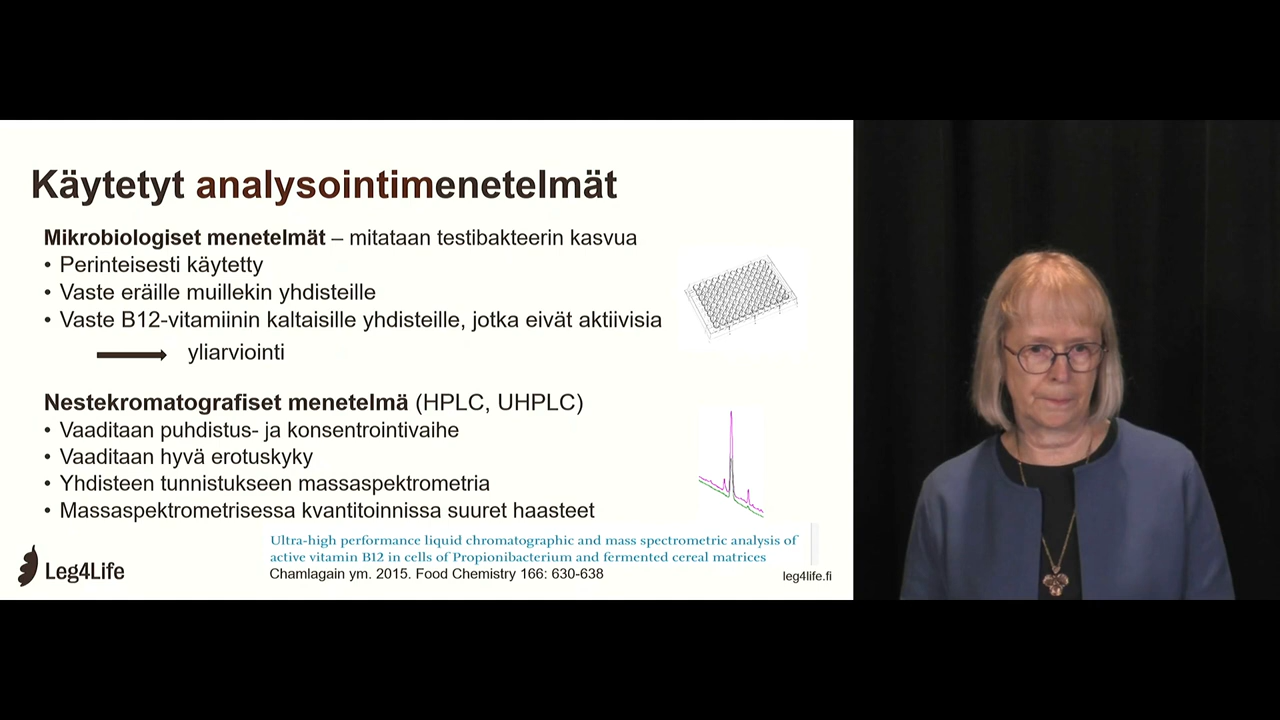 Käytetyt analysointimenetelmät
Mikrobiologiset menetelmät – mitataan testibakteerin kasvua
• Perinteisesti käytetty
• Vaste eräille muillekin yhdisteille
• Vaste B12-vitamiinin kaltaisille yhdisteille, jotka eivät aktiivisia
yliarviointi
Nestekromatografiset menetelmä (HPLC, UHPLC)
• Vaaditaan puhdistus- ja konsentrointivaihe
• Vaaditaan hyvä erotuskyky
• Yhdisteen tunnistukseen massaspektrometria
• Massaspektrometrisessa kvantitoinnissa suuret haasteet
Ultra-high performance liquid chromatographic and mass spectrometric analysis of
active vitamin B12 in cells of Propionibacterium and fermented cereal matrices
Chamlagain ym. 2015. Food Chemistry 166: 630-638
Leg4Life
leg4life.fi